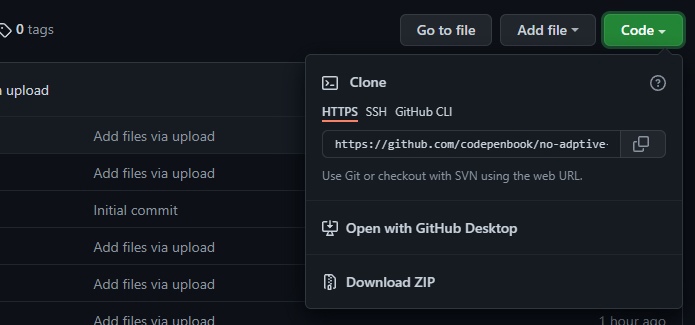 0 tags
Go to file
Add file
Code
upload
Clone
HTTPS SSH GitHub CLI
https://github.com/codepenbook/no-adptive-
Use Git or checkout with SVN using the web URL.
Add files via upload
Add files via upload
Initial commit
Add files via upload
Open with GitHub Desktop
Add files via upload
Download ZIP
Add files via upload
1 hour ago